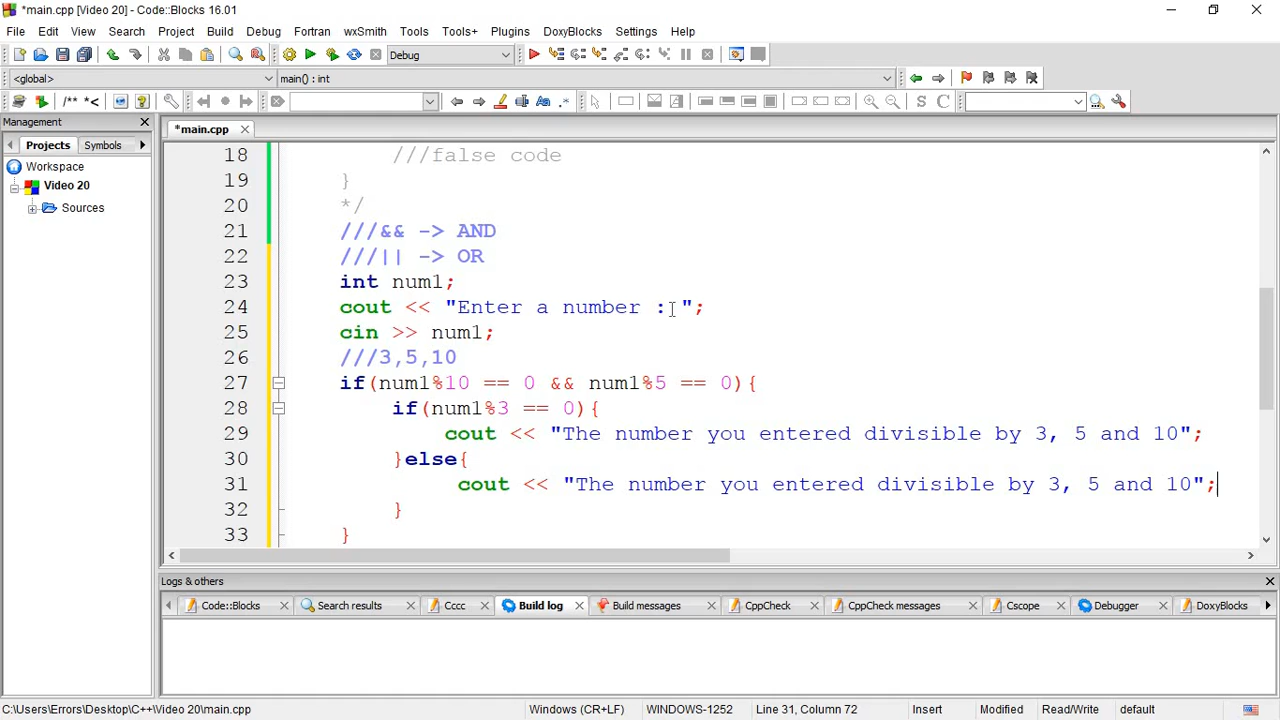 *main.cpp [Video 20] - Code::Blocks 16.01
File Edit View Search Project Build Debug Fortran wxSmith Tools Tools+ Plugins DoxyBlocks Settings Help
Debug
<global> main() : int
/** *< Aa .* S C
Management
*main.cpp
Projects Symbols
Workspace
Video 20
Sources
18 ///false code
19 }
20 */
21 ///&& -> AND
22 ///|| -> OR
23 int num1;
24 cout << "Enter a number : ";
25 cin >> num1;
26 ///3,5,10
27 if(num1%10 == 0 && num1%5 == 0){
28 if(num1%3 == 0){
29 cout << "The number you entered divisible by 3, 5 and 10";
30 }else{
31 cout << "The number you entered divisible by 3, 5 and 10";
32 }
33 }
Logs & others
Code::Blocks Search results Cccc Build log Build messages CppCheck CppCheck messages Cscope Debugger DoxyBlocks
C:\Users\Errors\Desktop\C++\Video 20\main.cpp Windows (CR+LF) WINDOWS-1252 Line 31, Column 72 Insert Modified Read/Write default